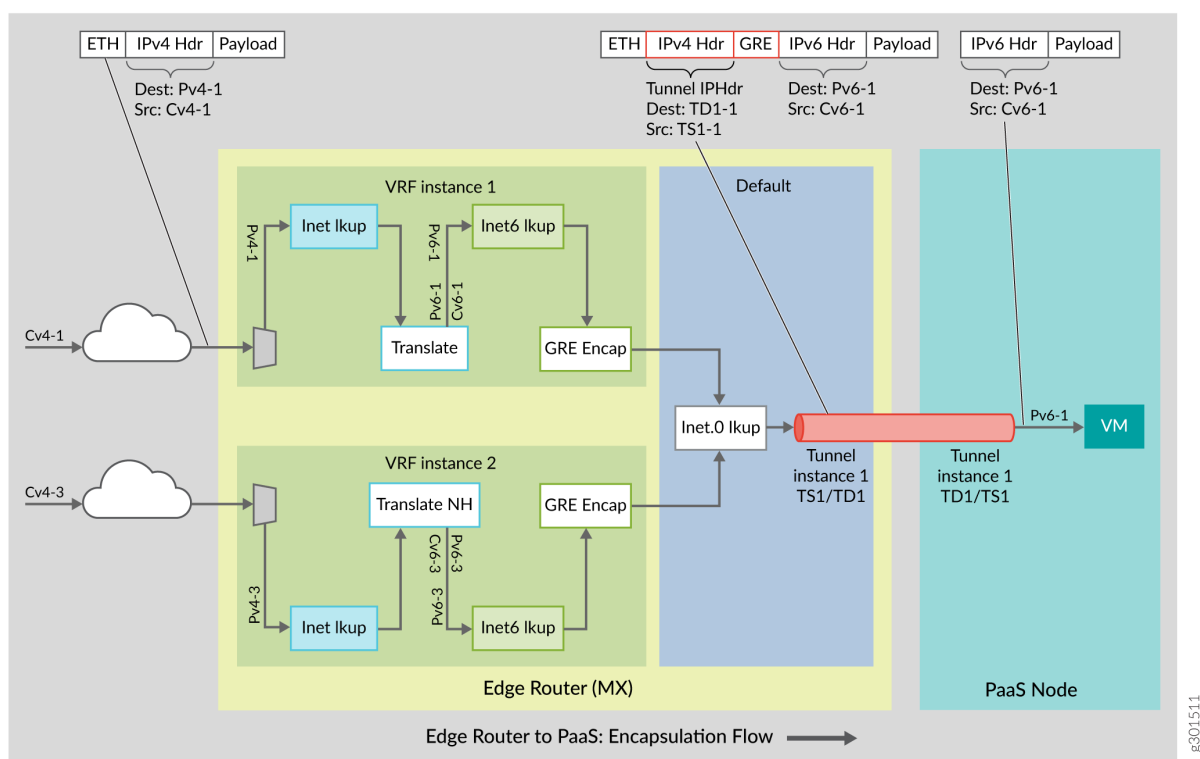 ETH IPv4 Hdr Payload
Dest: Pv4-1
Src: Cv4-1
ETH IPv4 Hdr GRE IPv6 Hdr Payload
Tunnel IPHdr
Dest: TD1-1
Src: TS1-1
Dest: Pv6-1
Src: Cv6-1
IPv6 Hdr Payload
Dest: Pv6-1
Src: Cv6-1
VRF instance 1
Default
Pv4-1
Inet lkup
Pv6-1
Inet6 lkup
Pv6-1
Cv6-1
Cv4-1
Translate
GRE Encap
Inet.0 lkup
Pv6-1
VM
Tunnel
instance 1
TS1/TD1
Tunnel
instance 1
TD1/TS1
VRF instance 2
Cv4-3
Translate NH
GRE Encap
Cv6-3
Pv6-3
Pv4-3
Pv6-3
Inet lkup
Inet6 lkup
Edge Router (MX)
PaaS Node
Edge Router to PaaS: Encapsulation Flow
g301511